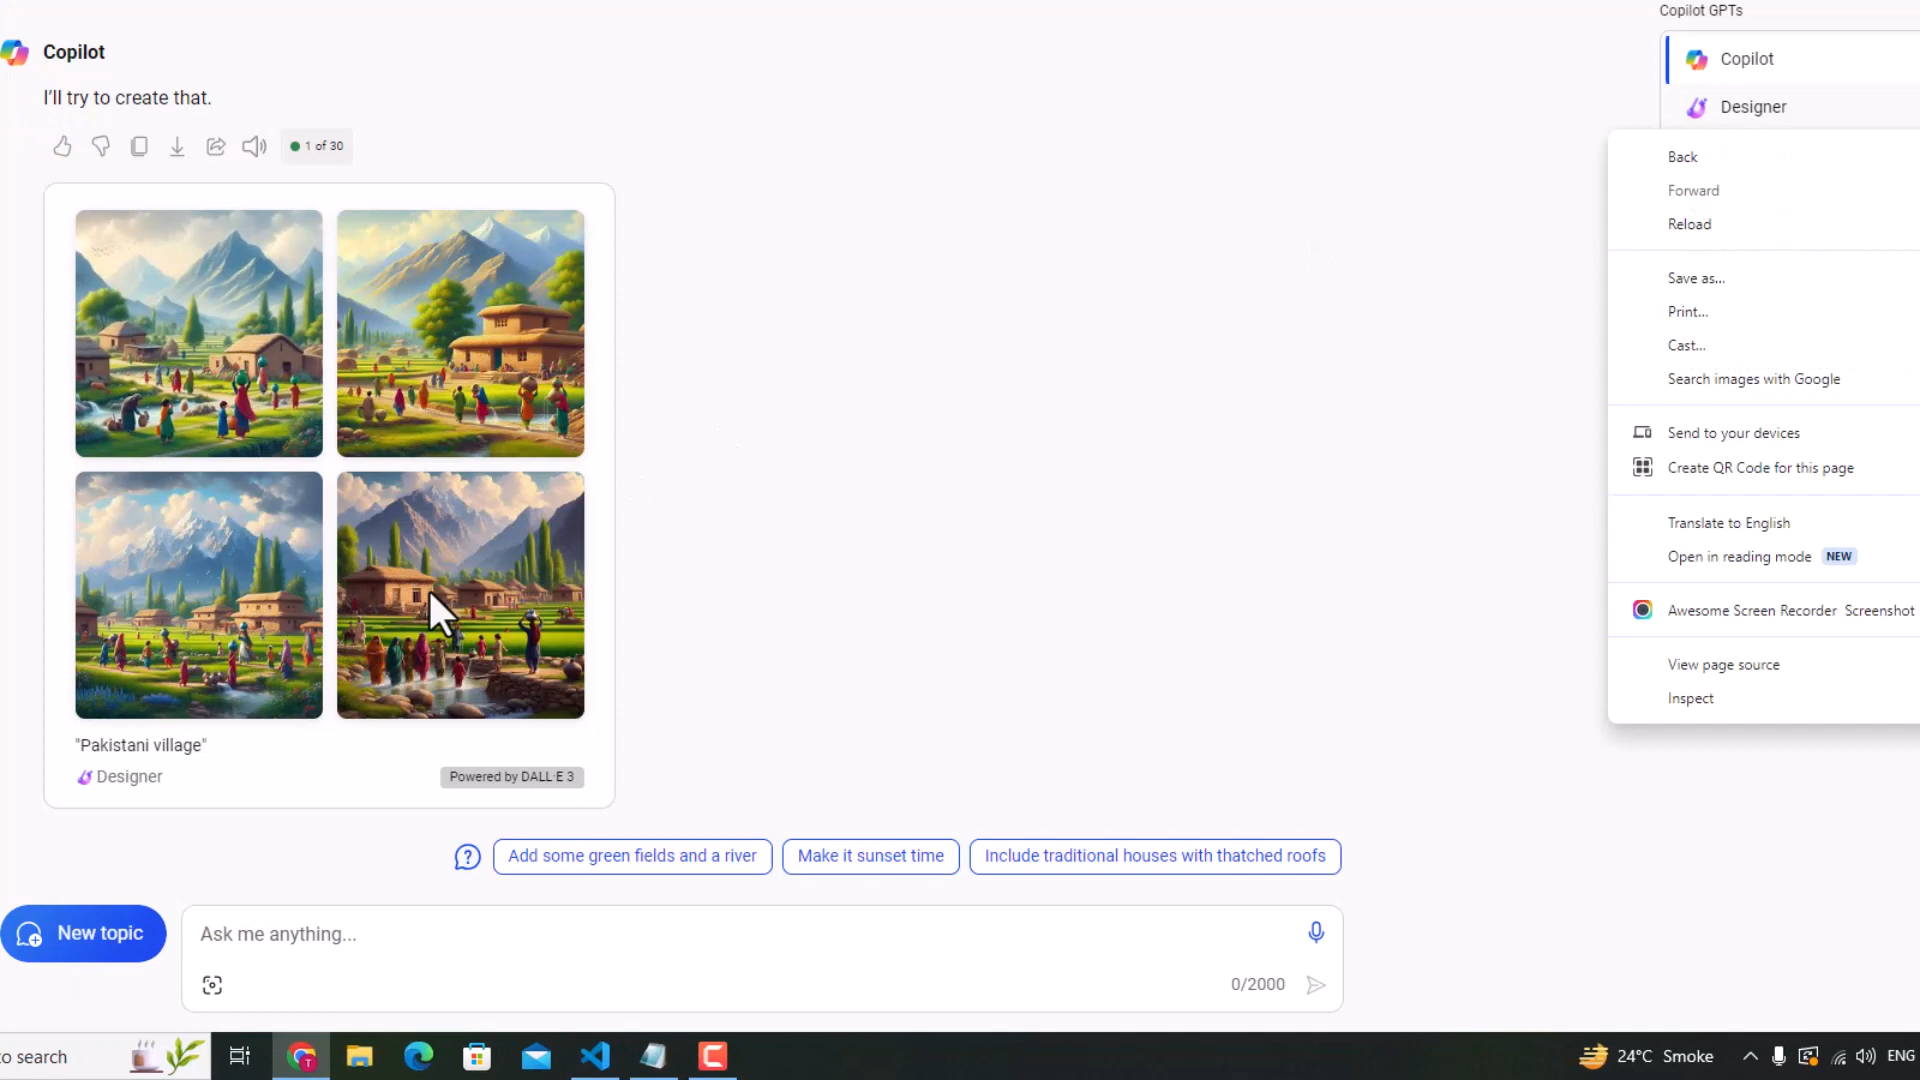 Copilot GPTs
Copilot
Designer
Copilot
I'll try to create that.
1 of 30
"Pakistani village"
Designer
Powered by DALL·E 3
Add some green fields and a river
Make it sunset time
Include traditional houses with thatched roofs
New topic
Ask me anything...
0/2000
Back
Forward
Reload
Save as...
Print...
Cast...
Search images with Google
Send to your devices
Create QR Code for this page
Translate to English
Open in reading mode NEW
Awesome Screen Recorder Screenshot
View page source
Inspect
to search
24°C Smoke
ENG